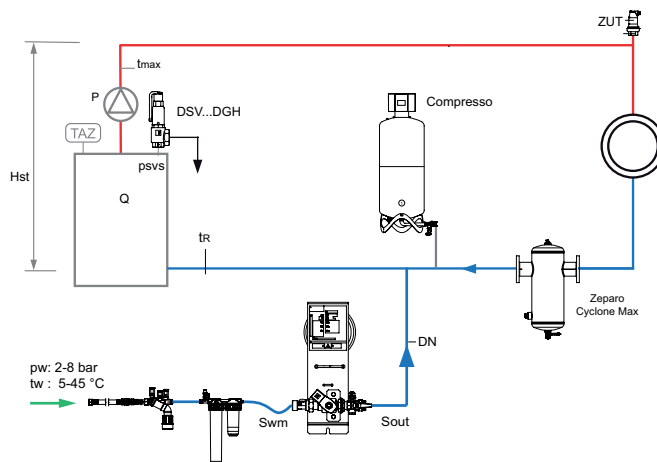 ZUT
tmax
P
DSV...DGH
Compresso
TAZ
psvs
Hst
Q
tR
Zeparo
Cyclone Max
DN
pw: 2-8 bar
tw : 5-45 °C
Swm
Sout